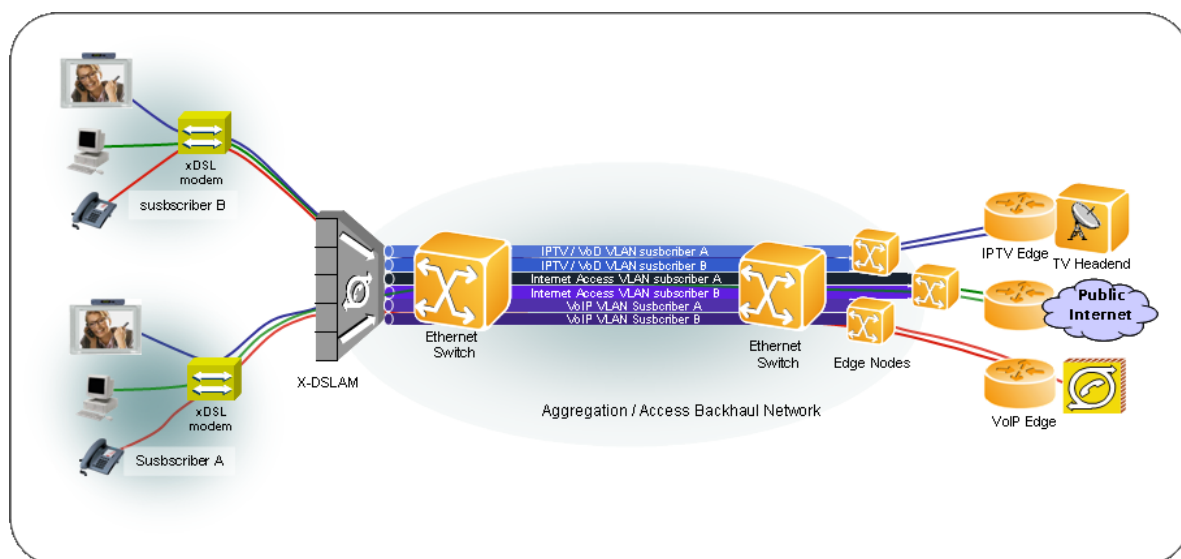 xDSL
modem
susbscriber B
xDSL
modem
Susbscriber A
X-DSLAM
Ethernet
Switch
IPTV / VoD VLAN susbcriber A
IPTV / VoD VLAN susbcriber B
Internet Access VLAN subscriber A
Internet Access VLAN subscriber B
VoIP VLAN Susbcriber A
VoIP VLAN Susbcriber B
Ethernet
Switch
Edge Nodes
Aggregation / Access Backhaul Network
IPTV Edge
TV Headend
Public
Internet
VoIP Edge